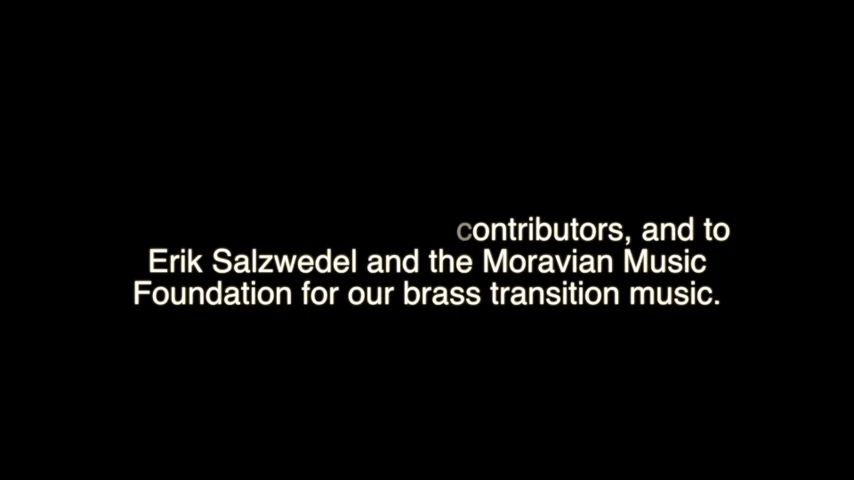 contributors, and to
Erik Salzwedel and the Moravian Music
Foundation for our brass transition music.